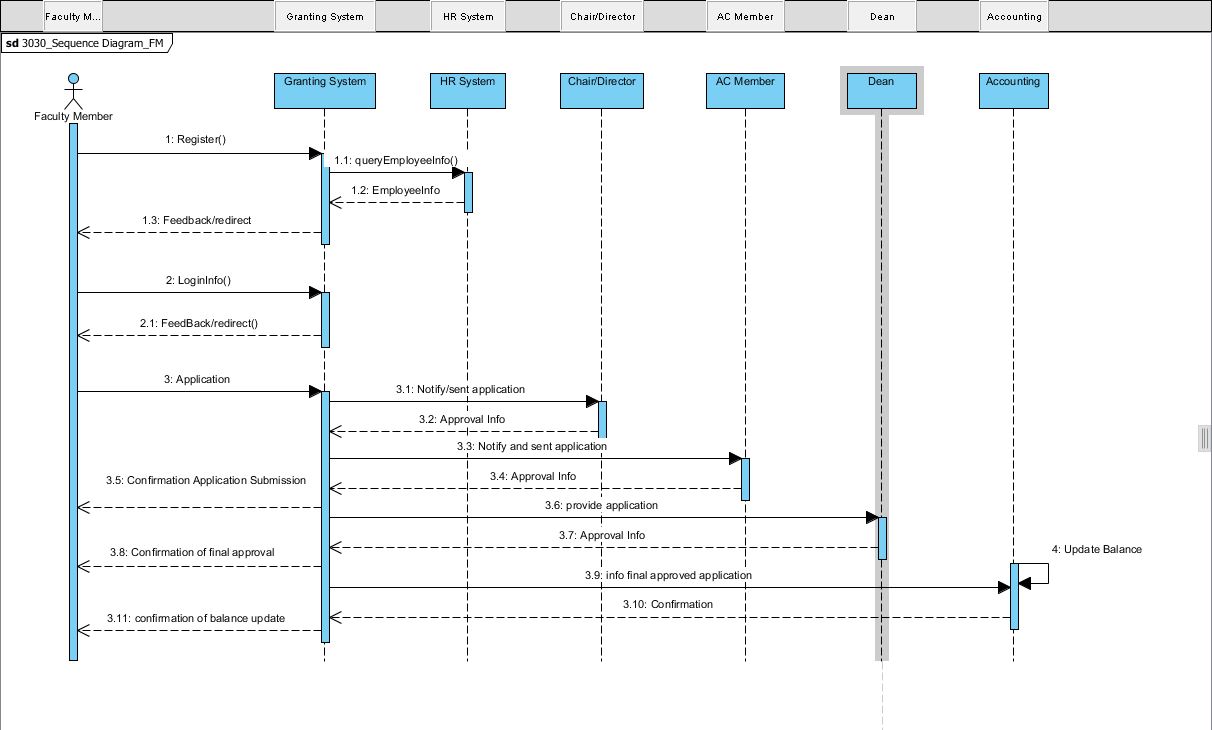 Faculty M... Granting System HR System Chair/Director AC Member Dean Accounting
sd 3030_Sequence Diagram_FM
Granting System HR System Chair/Director AC Member Dean Accounting
Faculty Member
1: Register()
1.1: queryEmployeeInfo()
1.2: EmployeeInfo
1.3: Feedback/redirect
2: LoginInfo()
2.1: FeedBack/redirect()
3: Application
3.1: Notify/sent application
3.2: Approval Info
3.3: Notify and sent application
3.4: Approval Info
3.5: Confirmation Application Submission
3.6: provide application
3.7: Approval Info
3.8: Confirmation of final approval
4: Update Balance
3.9: info final approved application
3.10: Confirmation
3.11: confirmation of balance update